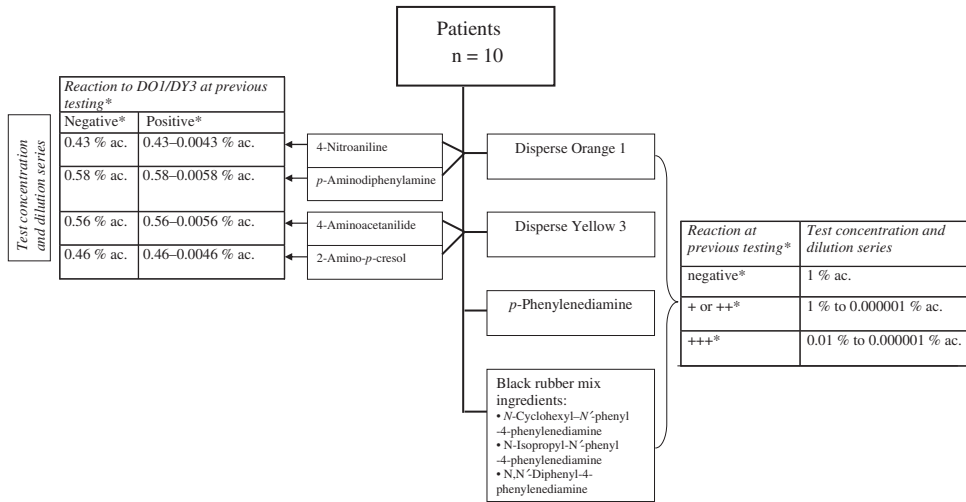 Patients
n = 10
Test concentration
and dilution series
Reaction to DO1/DY3 at previous
testing*
Negative* Positive*
0.43 % ac. 0.43–0.0043 % ac.
0.58 % ac. 0.58–0.0058 % ac.
0.56 % ac. 0.56–0.0056 % ac.
0.46 % ac. 0.46–0.0046 % ac.
4-Nitroaniline
p-Aminodiphenylamine
4-Aminoacetanilide
2-Amino-p-cresol
Disperse Orange 1
Disperse Yellow 3
p-Phenylenediamine
Black rubber mix
ingredients:
• N-Cyclohexyl–N′-phenyl
-4-phenylenediamine
• N-Isopropyl-N′-phenyl
-4-phenylenediamine
• N,N′-Diphenyl-4-
phenylenediamine
Reaction at
previous testing*
Test concentration and
dilution series
negative* 1 % ac.
+ or ++* 1 % to 0.000001 % ac.
+++* 0.01 % to 0.000001 % ac.